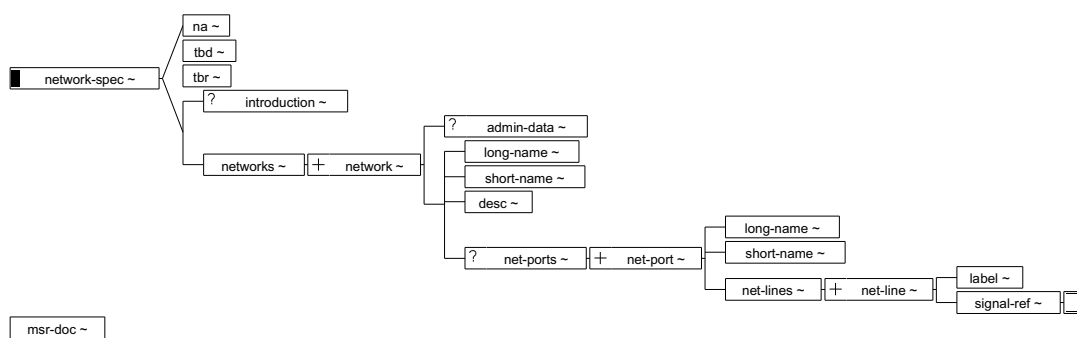 na ~
tbd ~
network-spec ~
tbr ~
? introduction ~
? admin-data ~
long-name ~
networks ~ + network ~
short-name ~
desc ~
long-name ~
? net-ports ~ + net-port ~
short-name ~
label ~
net-lines ~ + net-line ~
signal-ref ~
msr-doc ~